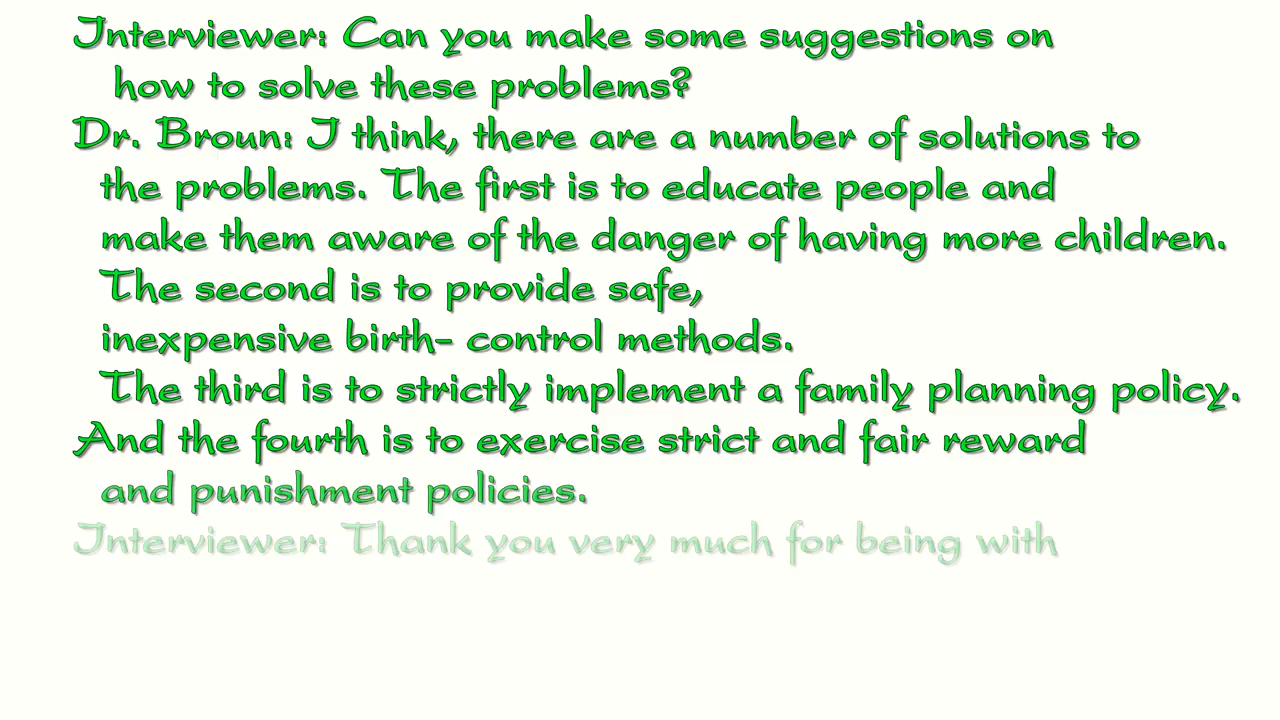 Interviewer: Can you make some suggestions on
how to solve these problems?
Dr. Broun: I think, there are a number of solutions to
the problems. The first is to educate people and
make them aware of the danger of having more children.
The second is to provide safe,
inexpensive birth- control methods.
The third is to strictly implement a family planning policy.
And the fourth is to exercise strict and fair reward
and punishment policies.
Interviewer: Thank you very much for being with